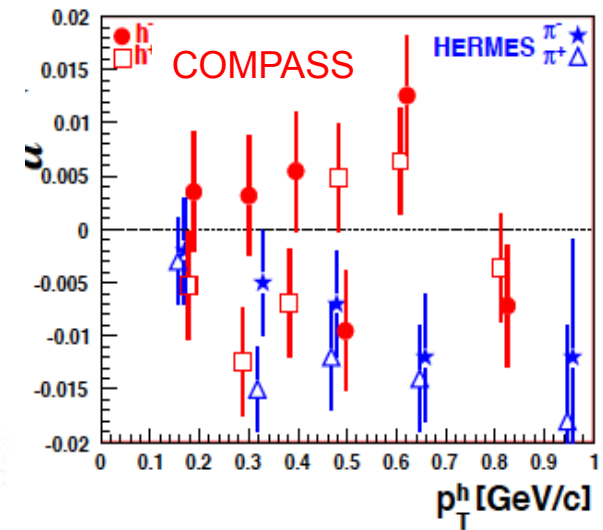 0.02
h⁻
h⁺
COMPASS
HERMES π⁻
π⁺
0.015
0.01
0.005
0
-0.005
-0.01
-0.015
-0.02
0 0.1 0.2 0.3 0.4 0.5 0.6 0.7 0.8 0.9 1
p_T^h [GeV/c]